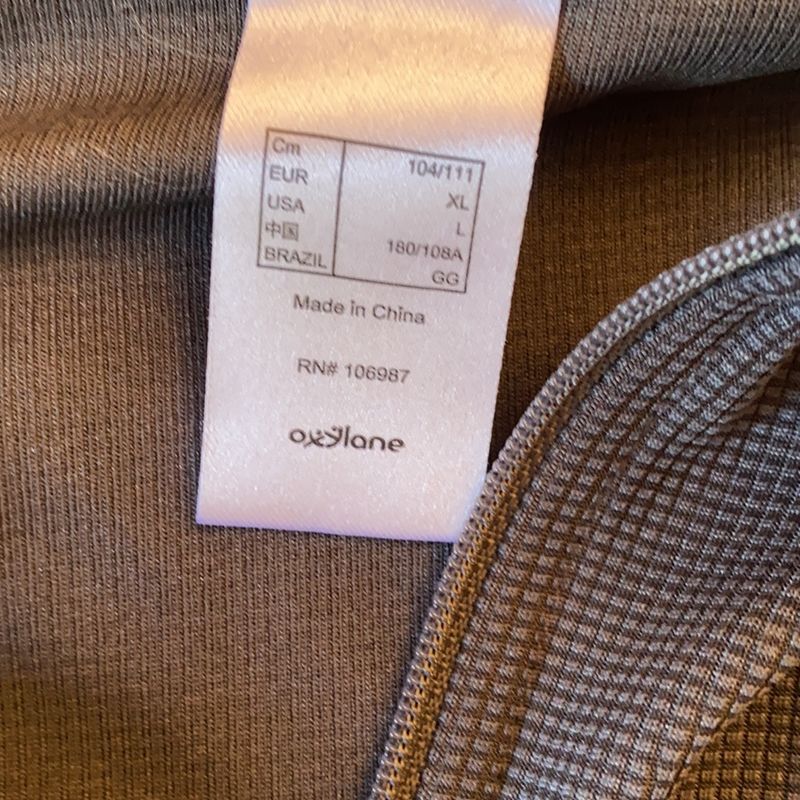 Cm 104/111
EUR XL
USA L
中国 180/108A
BRAZIL GG
Made in China
RN# 106987
oxylane